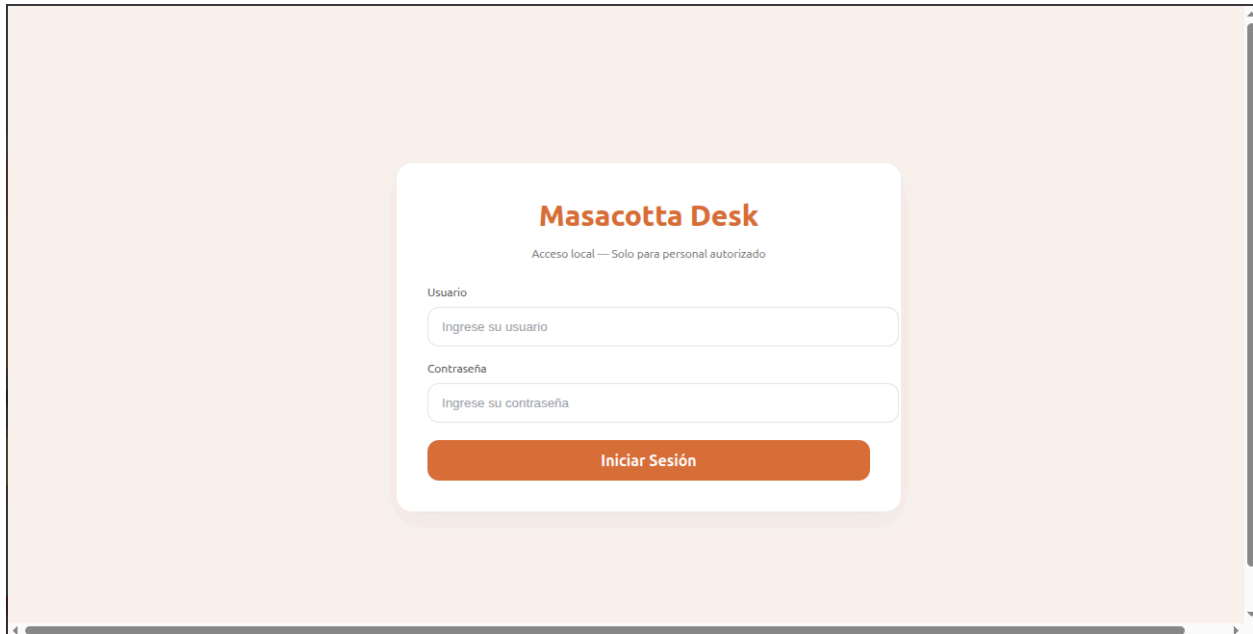 Masacotta Desk
Acceso local — Solo para personal autorizado
Usuario
Ingrese su usuario
Contraseña
Ingrese su contraseña
Iniciar Sesión